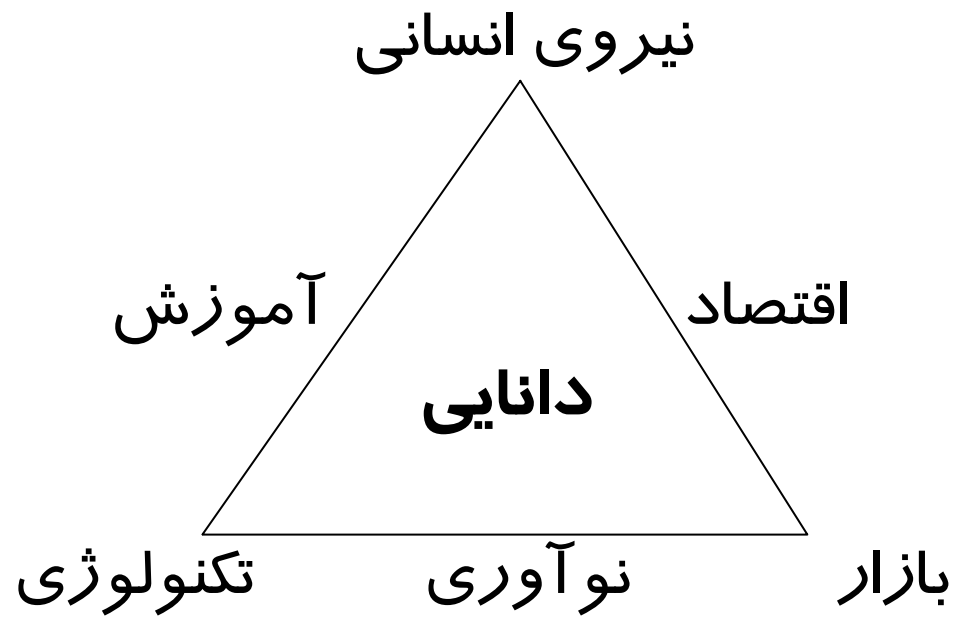 نیروی انسانی
اقتصاد
آموزش
دانایی
بازار
نوآوری
تکنولوژی